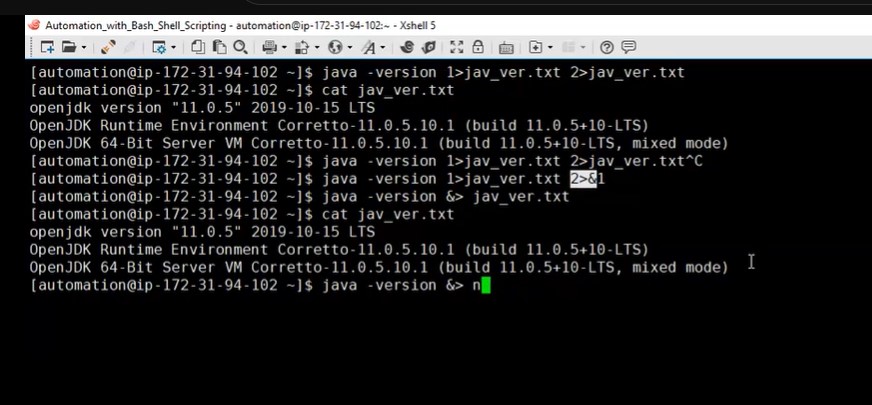 Automation_with_Bash_Shell_Scripting - automation@ip-172-31-94-102:~ - Xshell 5
[automation@ip-172-31-94-102 ~]$ java -version 1>jav_ver.txt 2>jav_ver.txt
[automation@ip-172-31-94-102 ~]$ cat jav_ver.txt
openjdk version "11.0.5" 2019-10-15 LTS
OpenJDK Runtime Environment Corretto-11.0.5.10.1 (build 11.0.5+10-LTS)
OpenJDK 64-Bit Server VM Corretto-11.0.5.10.1 (build 11.0.5+10-LTS, mixed mode)
[automation@ip-172-31-94-102 ~]$ java -version 1>jav_ver.txt 2>jav_ver.txt^C
[automation@ip-172-31-94-102 ~]$ java -version 1>jav_ver.txt 2>&1
[automation@ip-172-31-94-102 ~]$ java -version &> jav_ver.txt
[automation@ip-172-31-94-102 ~]$ cat jav_ver.txt
openjdk version "11.0.5" 2019-10-15 LTS
OpenJDK Runtime Environment Corretto-11.0.5.10.1 (build 11.0.5+10-LTS)
OpenJDK 64-Bit Server VM Corretto-11.0.5.10.1 (build 11.0.5+10-LTS, mixed mode)
[automation@ip-172-31-94-102 ~]$ java -version &> n